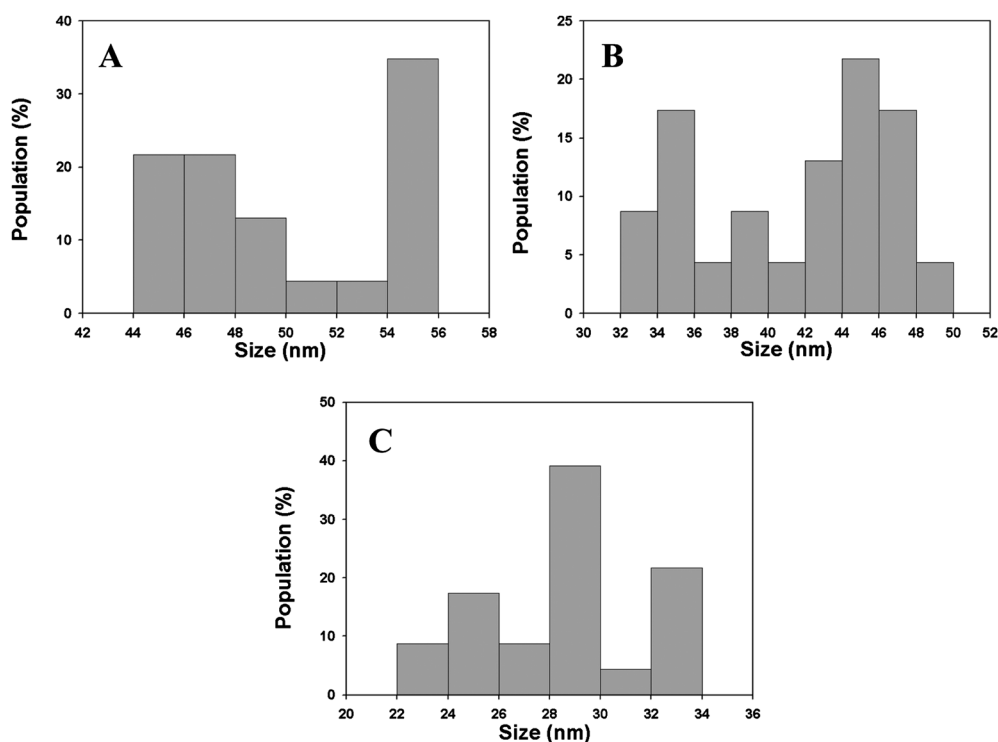 A
Population (%)
40
30
20
10
0
42 44 46 48 50 52 54 56 58
Size (nm)
B
Population (%)
25
20
15
10
5
0
30 32 34 36 38 40 42 44 46 48 50 52
Size (nm)
C
Population (%)
50
40
30
20
10
0
20 22 24 26 28 30 32 34 36
Size (nm)